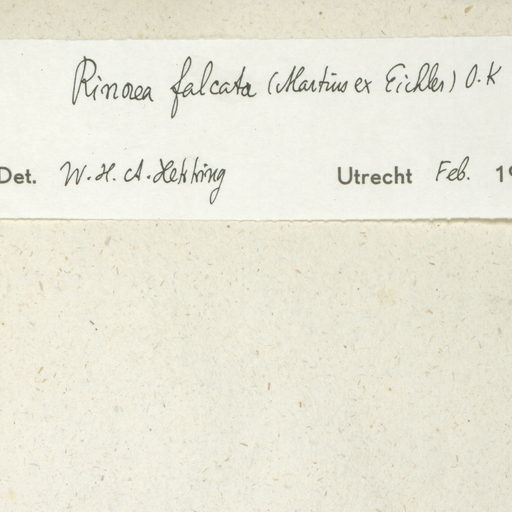 Rinorea falcata (Martius ex Eichler) O.K
Det. W.H.A. Hekking Utrecht Feb. 19